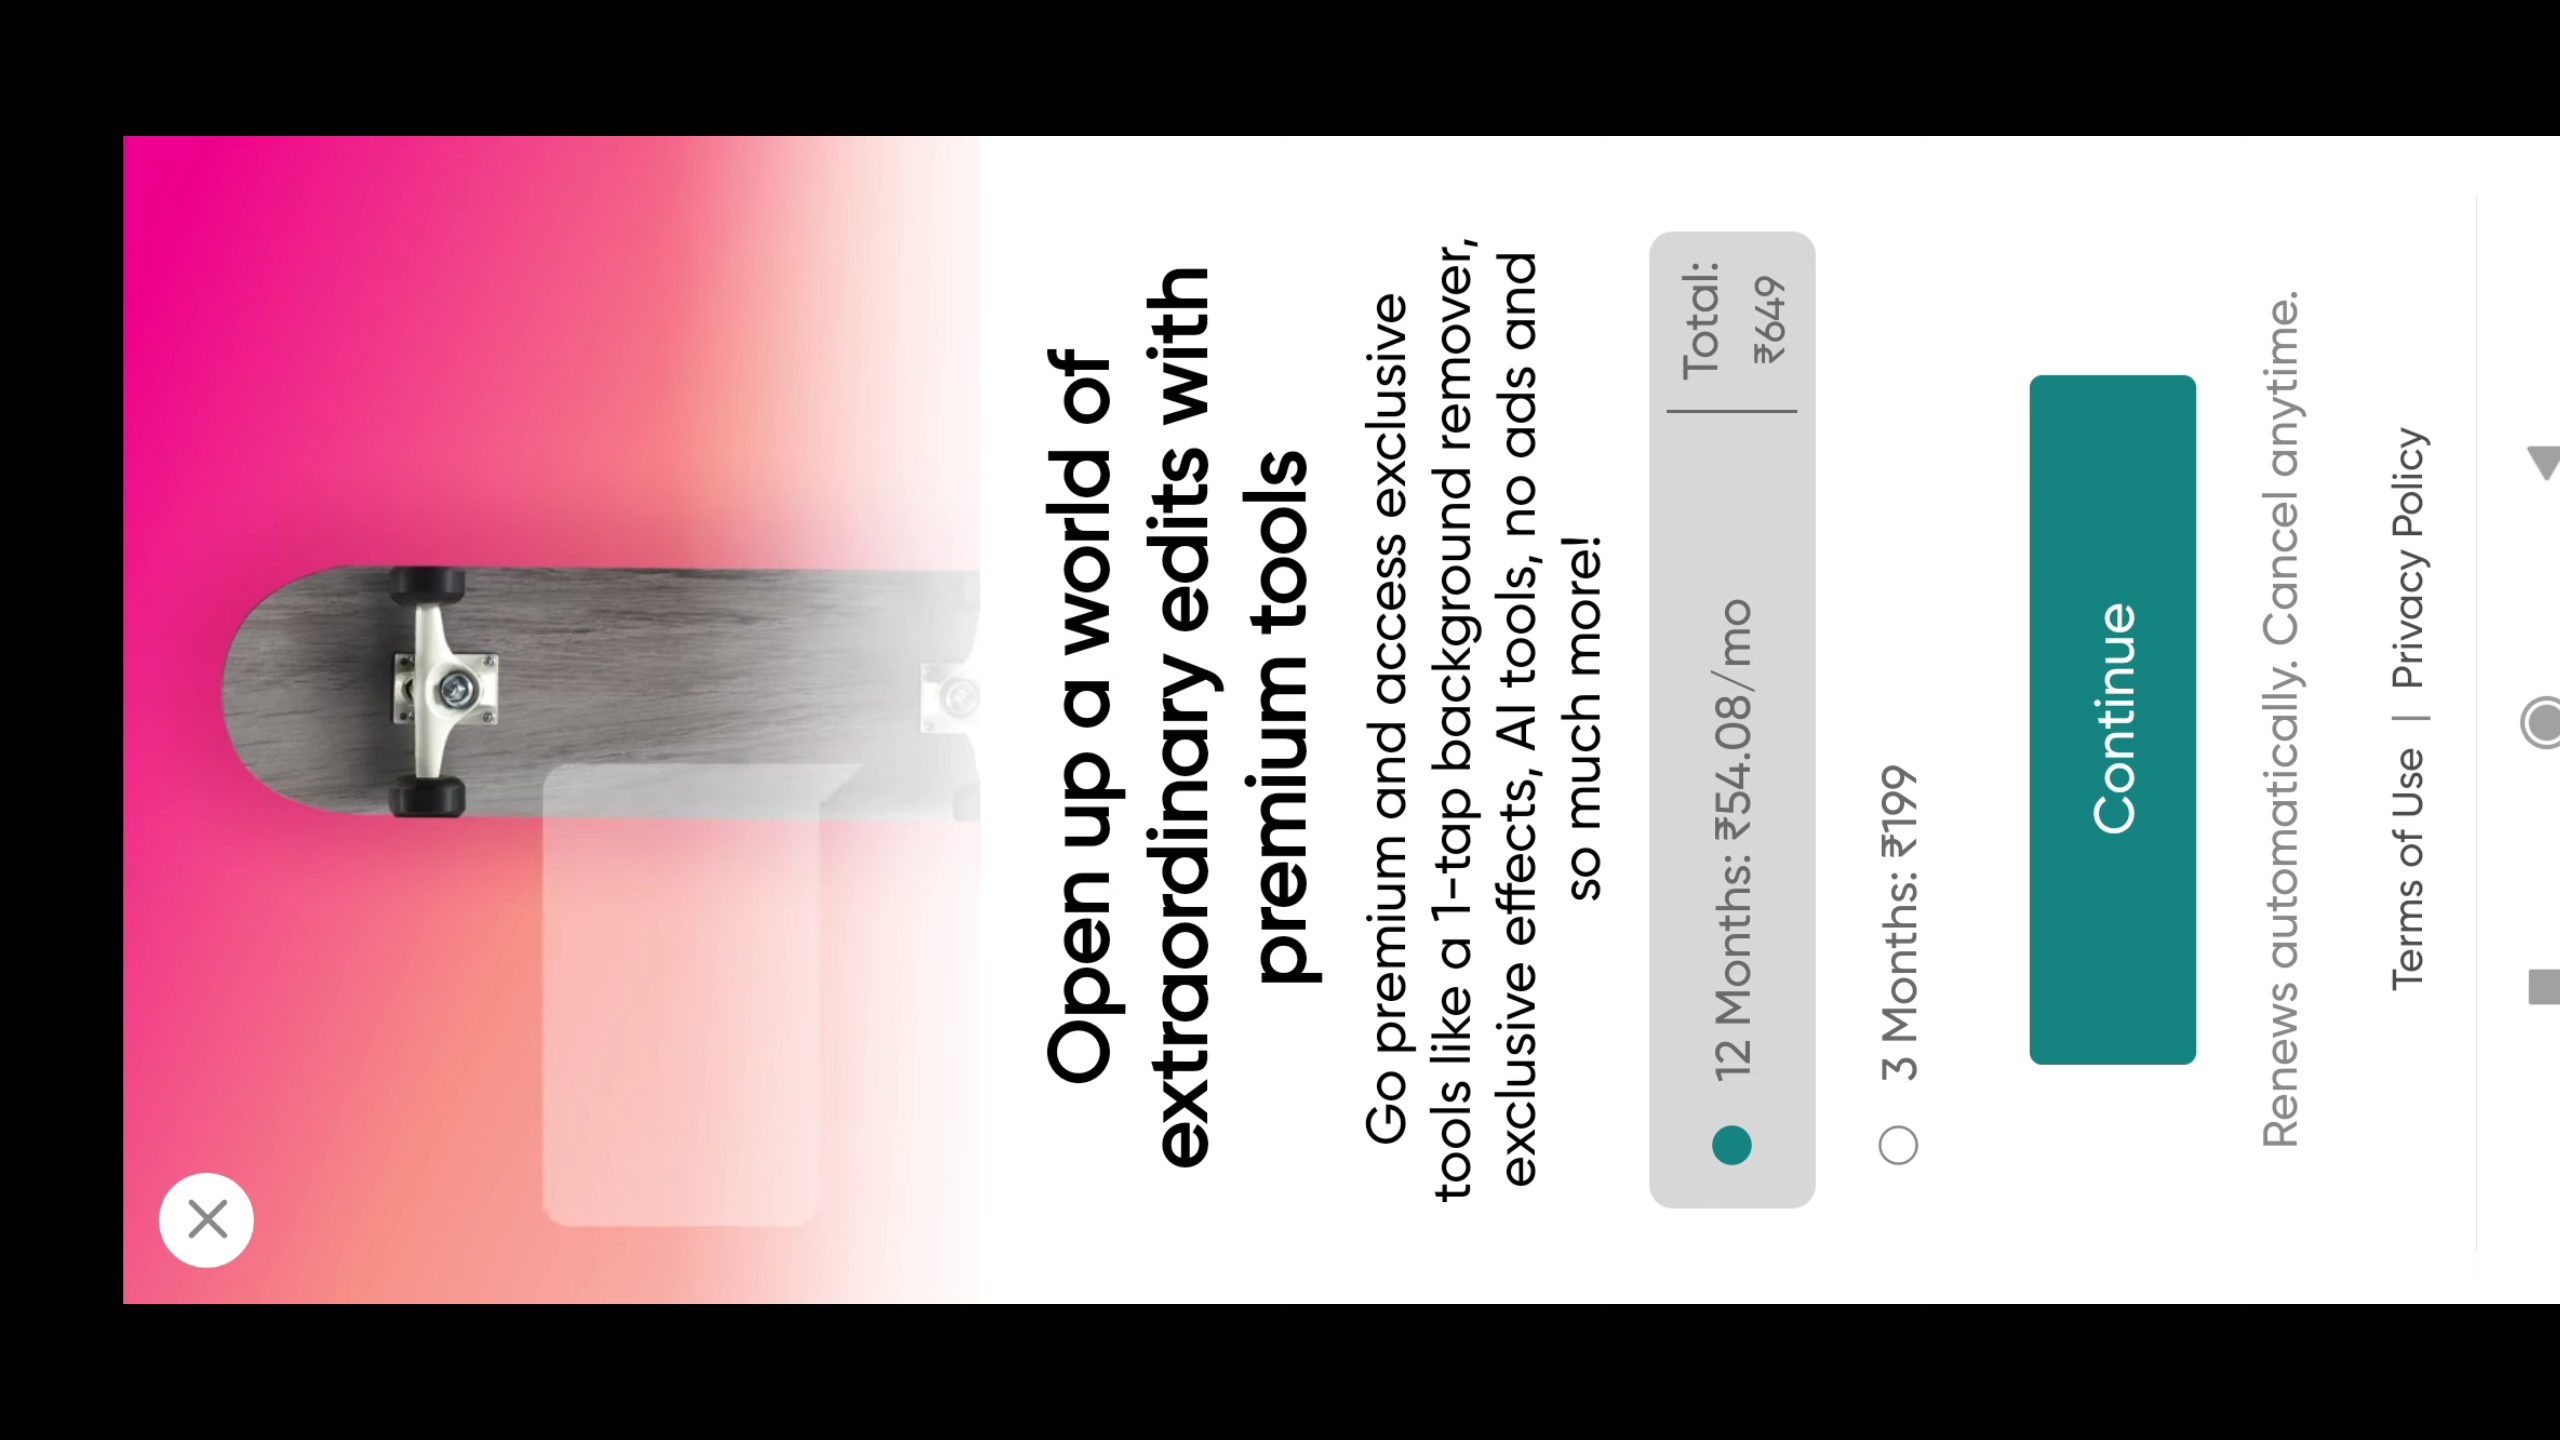 Open up a world of
extraordinary edits with
premium tools
Go premium and access exclusive
tools like a 1-tap background remover,
exclusive effects, AI tools, no ads and
so much more!
12 Months: ₹54.08/mo
Total:
₹649
3 Months: ₹199
Continue
Renews automatically. Cancel anytime.
Terms of Use | Privacy Policy